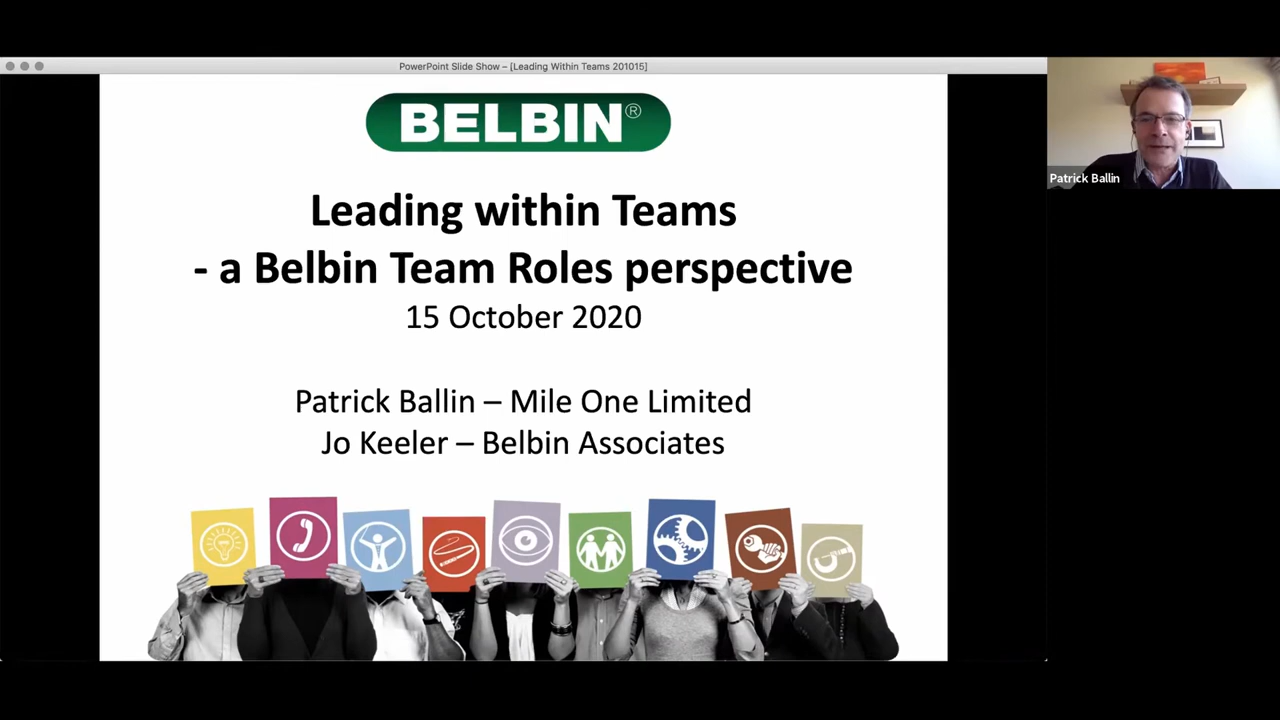 PowerPoint Slide Show – [Leading Within Teams 201015]
BELBIN®
Leading within Teams
- a Belbin Team Roles perspective
15 October 2020
Patrick Ballin – Mile One Limited
Jo Keeler – Belbin Associates
Patrick Ballin